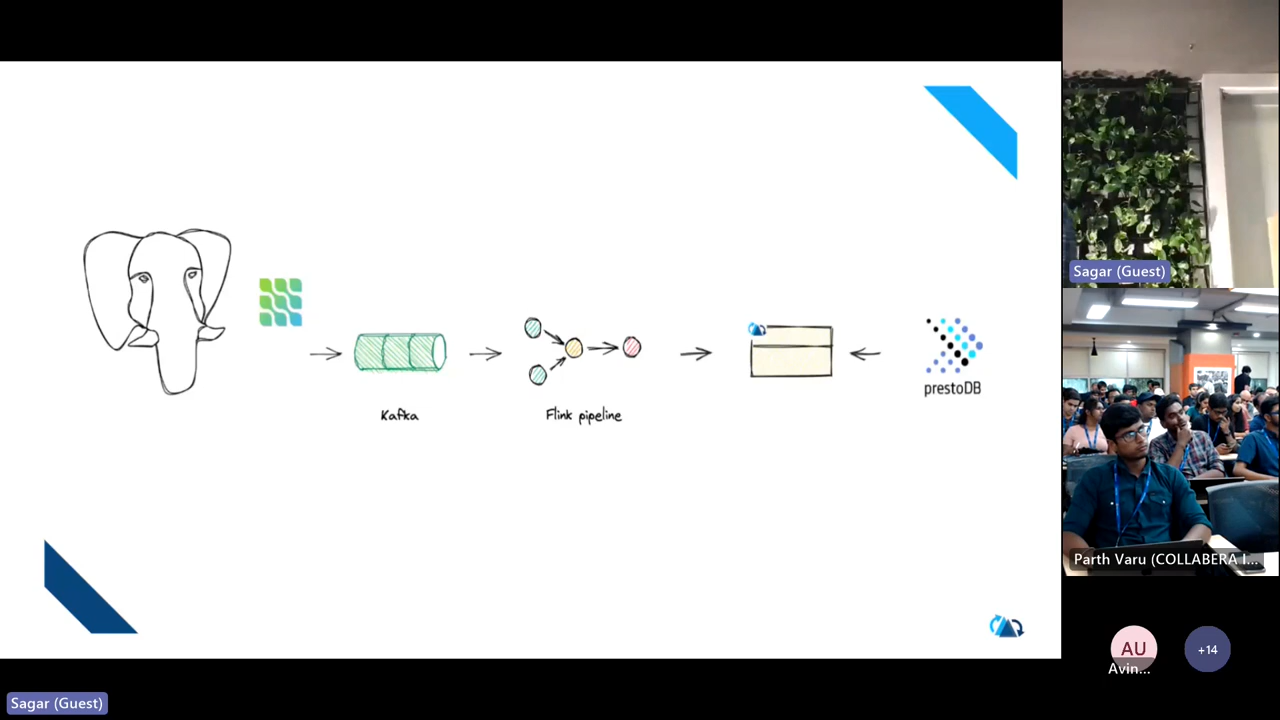 Kafka
Flink pipeline
prestoDB
Sagar (Guest)
Parth Varu (COLLABERA I...
AU
Avin...
+14
Sagar (Guest)